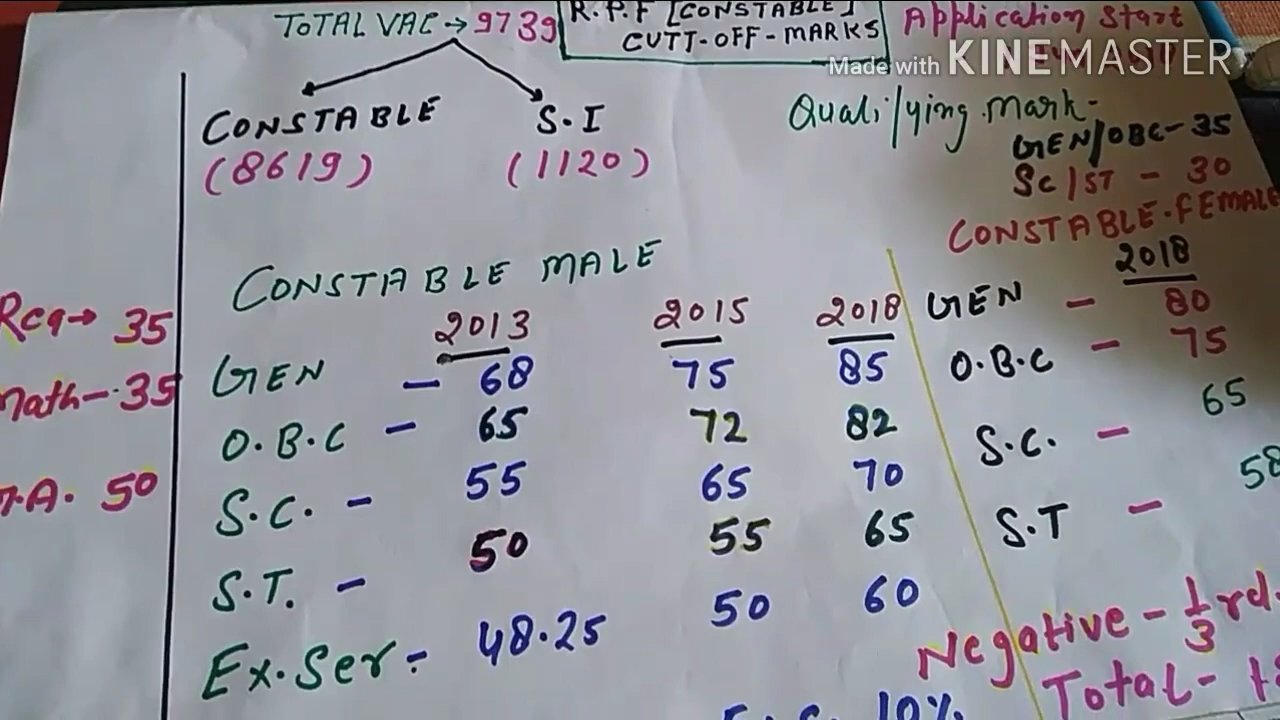 TOTAL VAC → 9739
R.P.F [CONSTABLE]
CUTT-OFF-MARKS
Application Start
Made with KINEMASTER
CONSTABLE
(8619)
S.I
(1120)
Qualifying mark-
GEN/OBC-35
SC/ST - 30
Rea→ 35
Math-35
50
CONSTABLE MALE
2013 2015 2018
GEN - 68 75 85
O.B.C - 65 72 82
S.C. - 55 65 70
S.T. - 50 55 65
Ex.Ser - 48.25 50 60
CONSTABLE.FEMALE
2018
GEN - 80
O.B.C - 75
S.C. - 65
S.T - 58
Negative - 1/3 rd.
Total-
10%